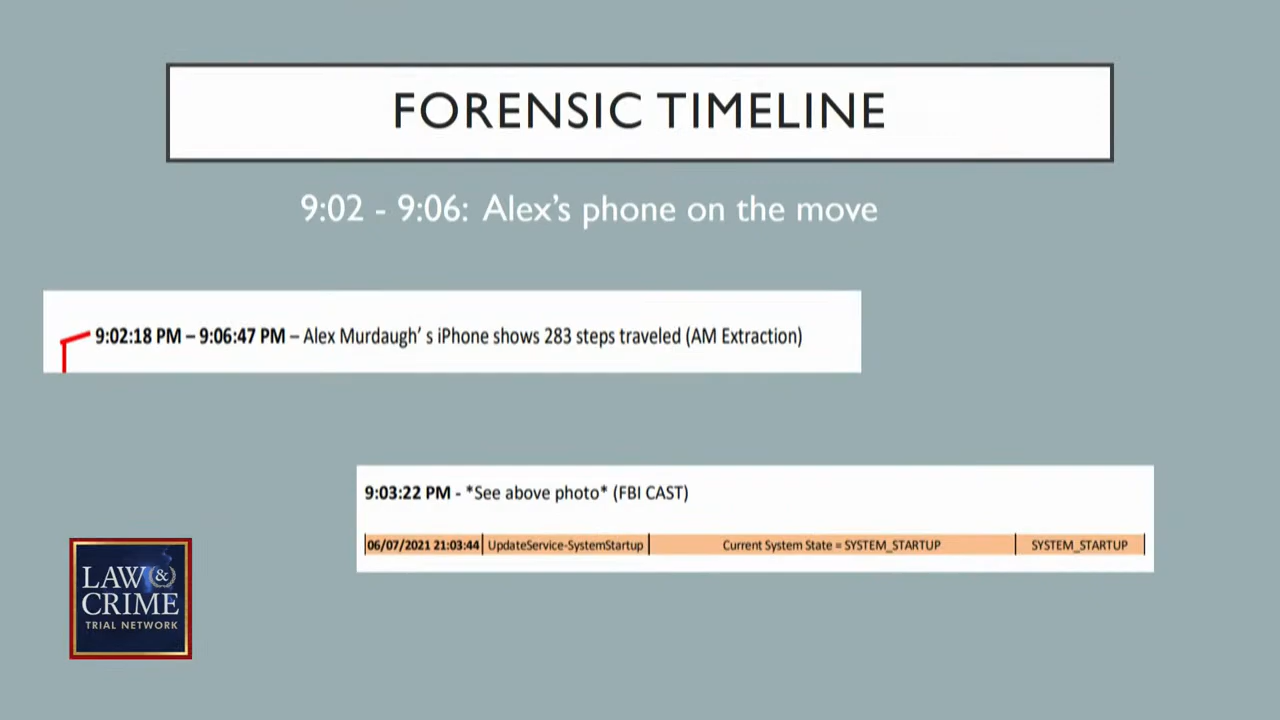 FORENSIC TIMELINE
9:02 - 9:06: Alex's phone on the move
9:02:18 PM – 9:06:47 PM – Alex Murdaugh' s iPhone shows 283 steps traveled (AM Extraction)
9:03:22 PM - *See above photo* (FBI CAST)
06/07/2021 21:03:44 UpdateService-SystemStartup Current System State = SYSTEM_STARTUP SYSTEM_STARTUP
LAW &
CRIME
TRIAL NETWORK